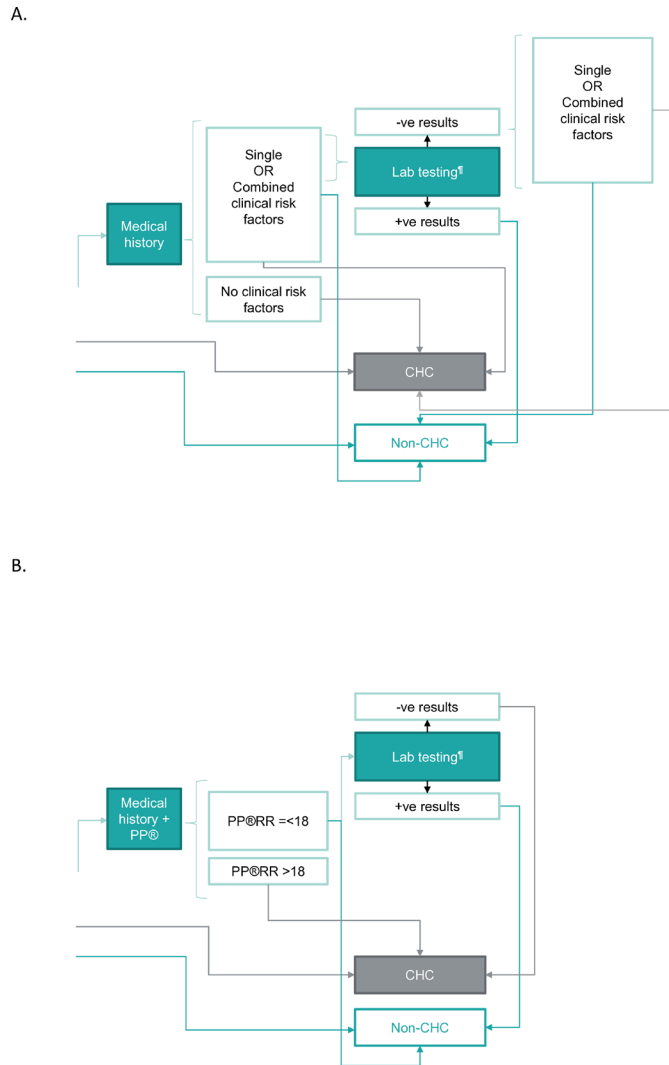 A.
Single
OR
Combined
clinical risk
factors
-ve results
Single
OR
Combined
clinical risk
factors
Lab testing¶
+ve results
Medical
history
No clinical risk
factors
CHC
Non-CHC
B.
-ve results
Lab testing¶
Medical
history +
PP®
PP®RR =<18
+ve results
PP®RR >18
CHC
Non-CHC